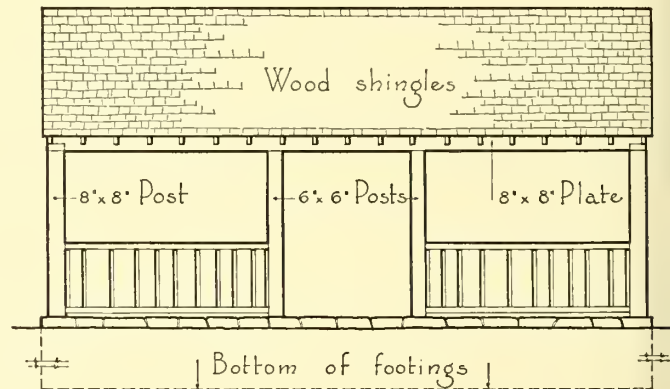 Wood shingles
8"x 8" Post 6"x 6" Posts 8"x 8" Plate
Bottom of footings